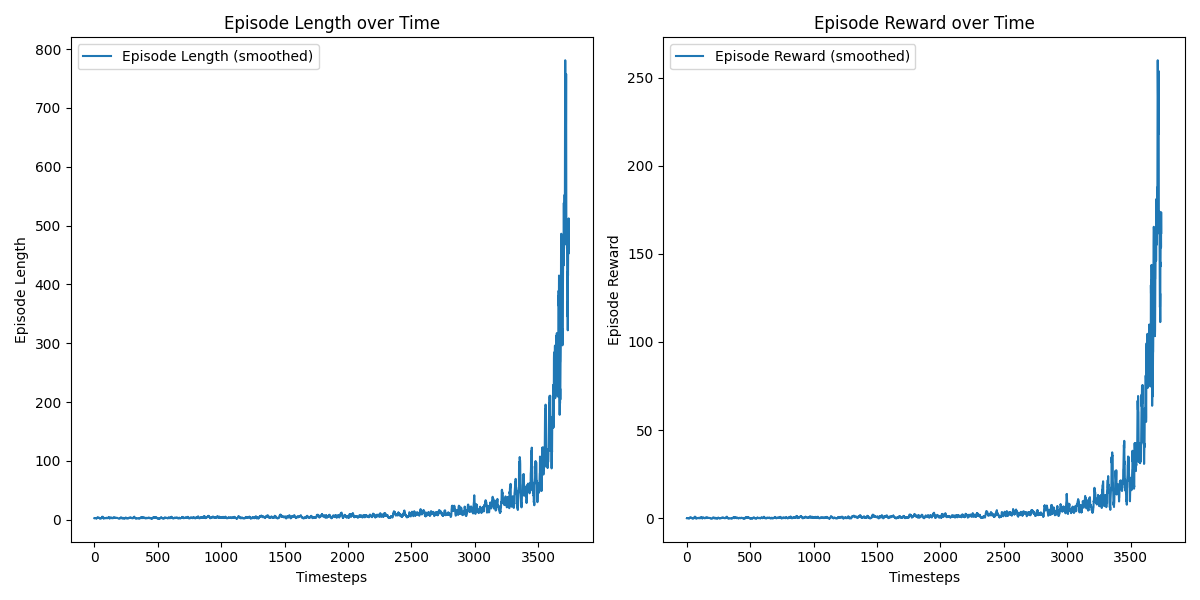 Episode Length over Time
Episode Length (smoothed)
800
700
600
500
400
300
200
100
0
Episode Length
0 500 1000 1500 2000 2500 3000 3500
Timesteps
Episode Reward over Time
Episode Reward (smoothed)
250
200
150
100
50
0
Episode Reward
0 500 1000 1500 2000 2500 3000 3500
Timesteps